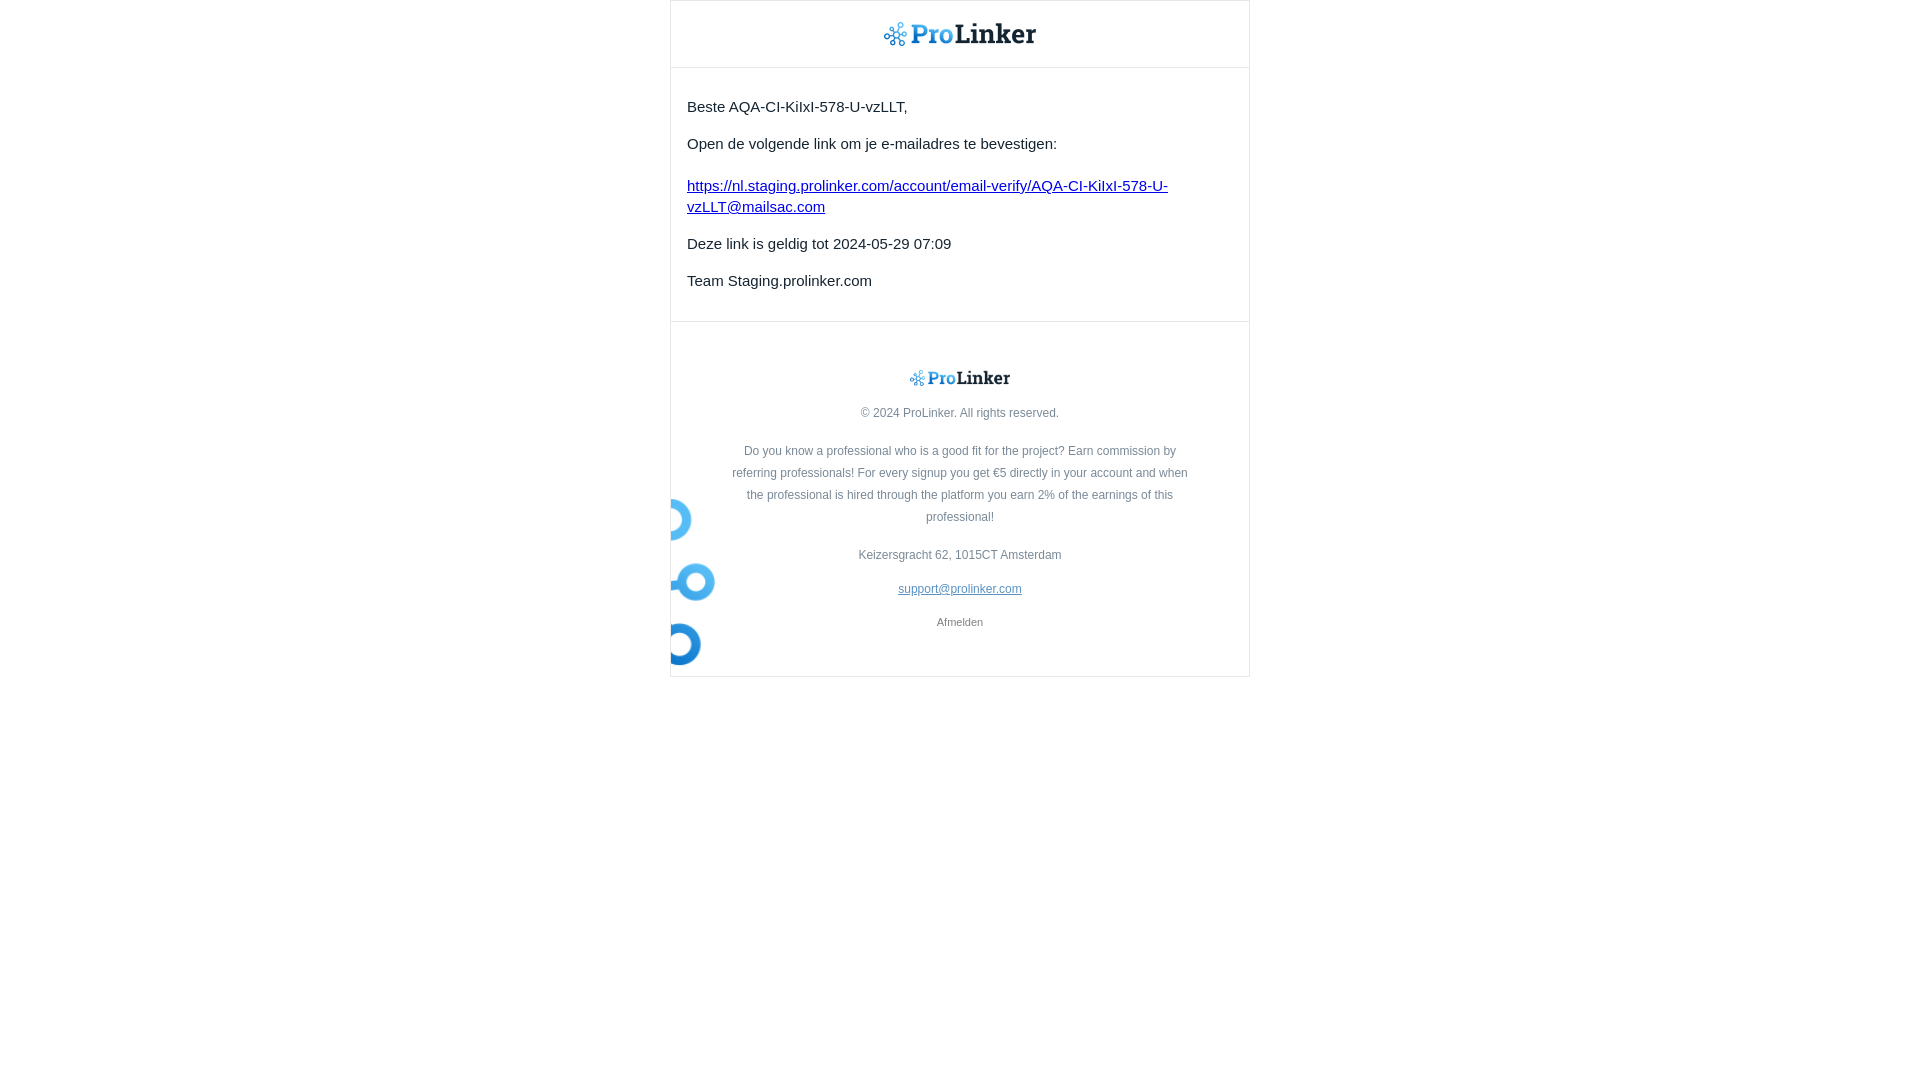 ProLinker
Beste AQA-CI-KiIxI-578-U-vzLLT,
Open de volgende link om je e-mailadres te bevestigen:
https://nl.staging.prolinker.com/account/email-verify/AQA-CI-KiIxI-578-U-
vzLLT@mailsac.com
Deze link is geldig tot 2024-05-29 07:09
Team Staging.prolinker.com
ProLinker
© 2024 ProLinker. All rights reserved.
Do you know a professional who is a good fit for the project? Earn commission by
referring professionals! For every signup you get €5 directly in your account and when
the professional is hired through the platform you earn 2% of the earnings of this
professional!
Keizersgracht 62, 1015CT Amsterdam
support@prolinker.com
Afmelden